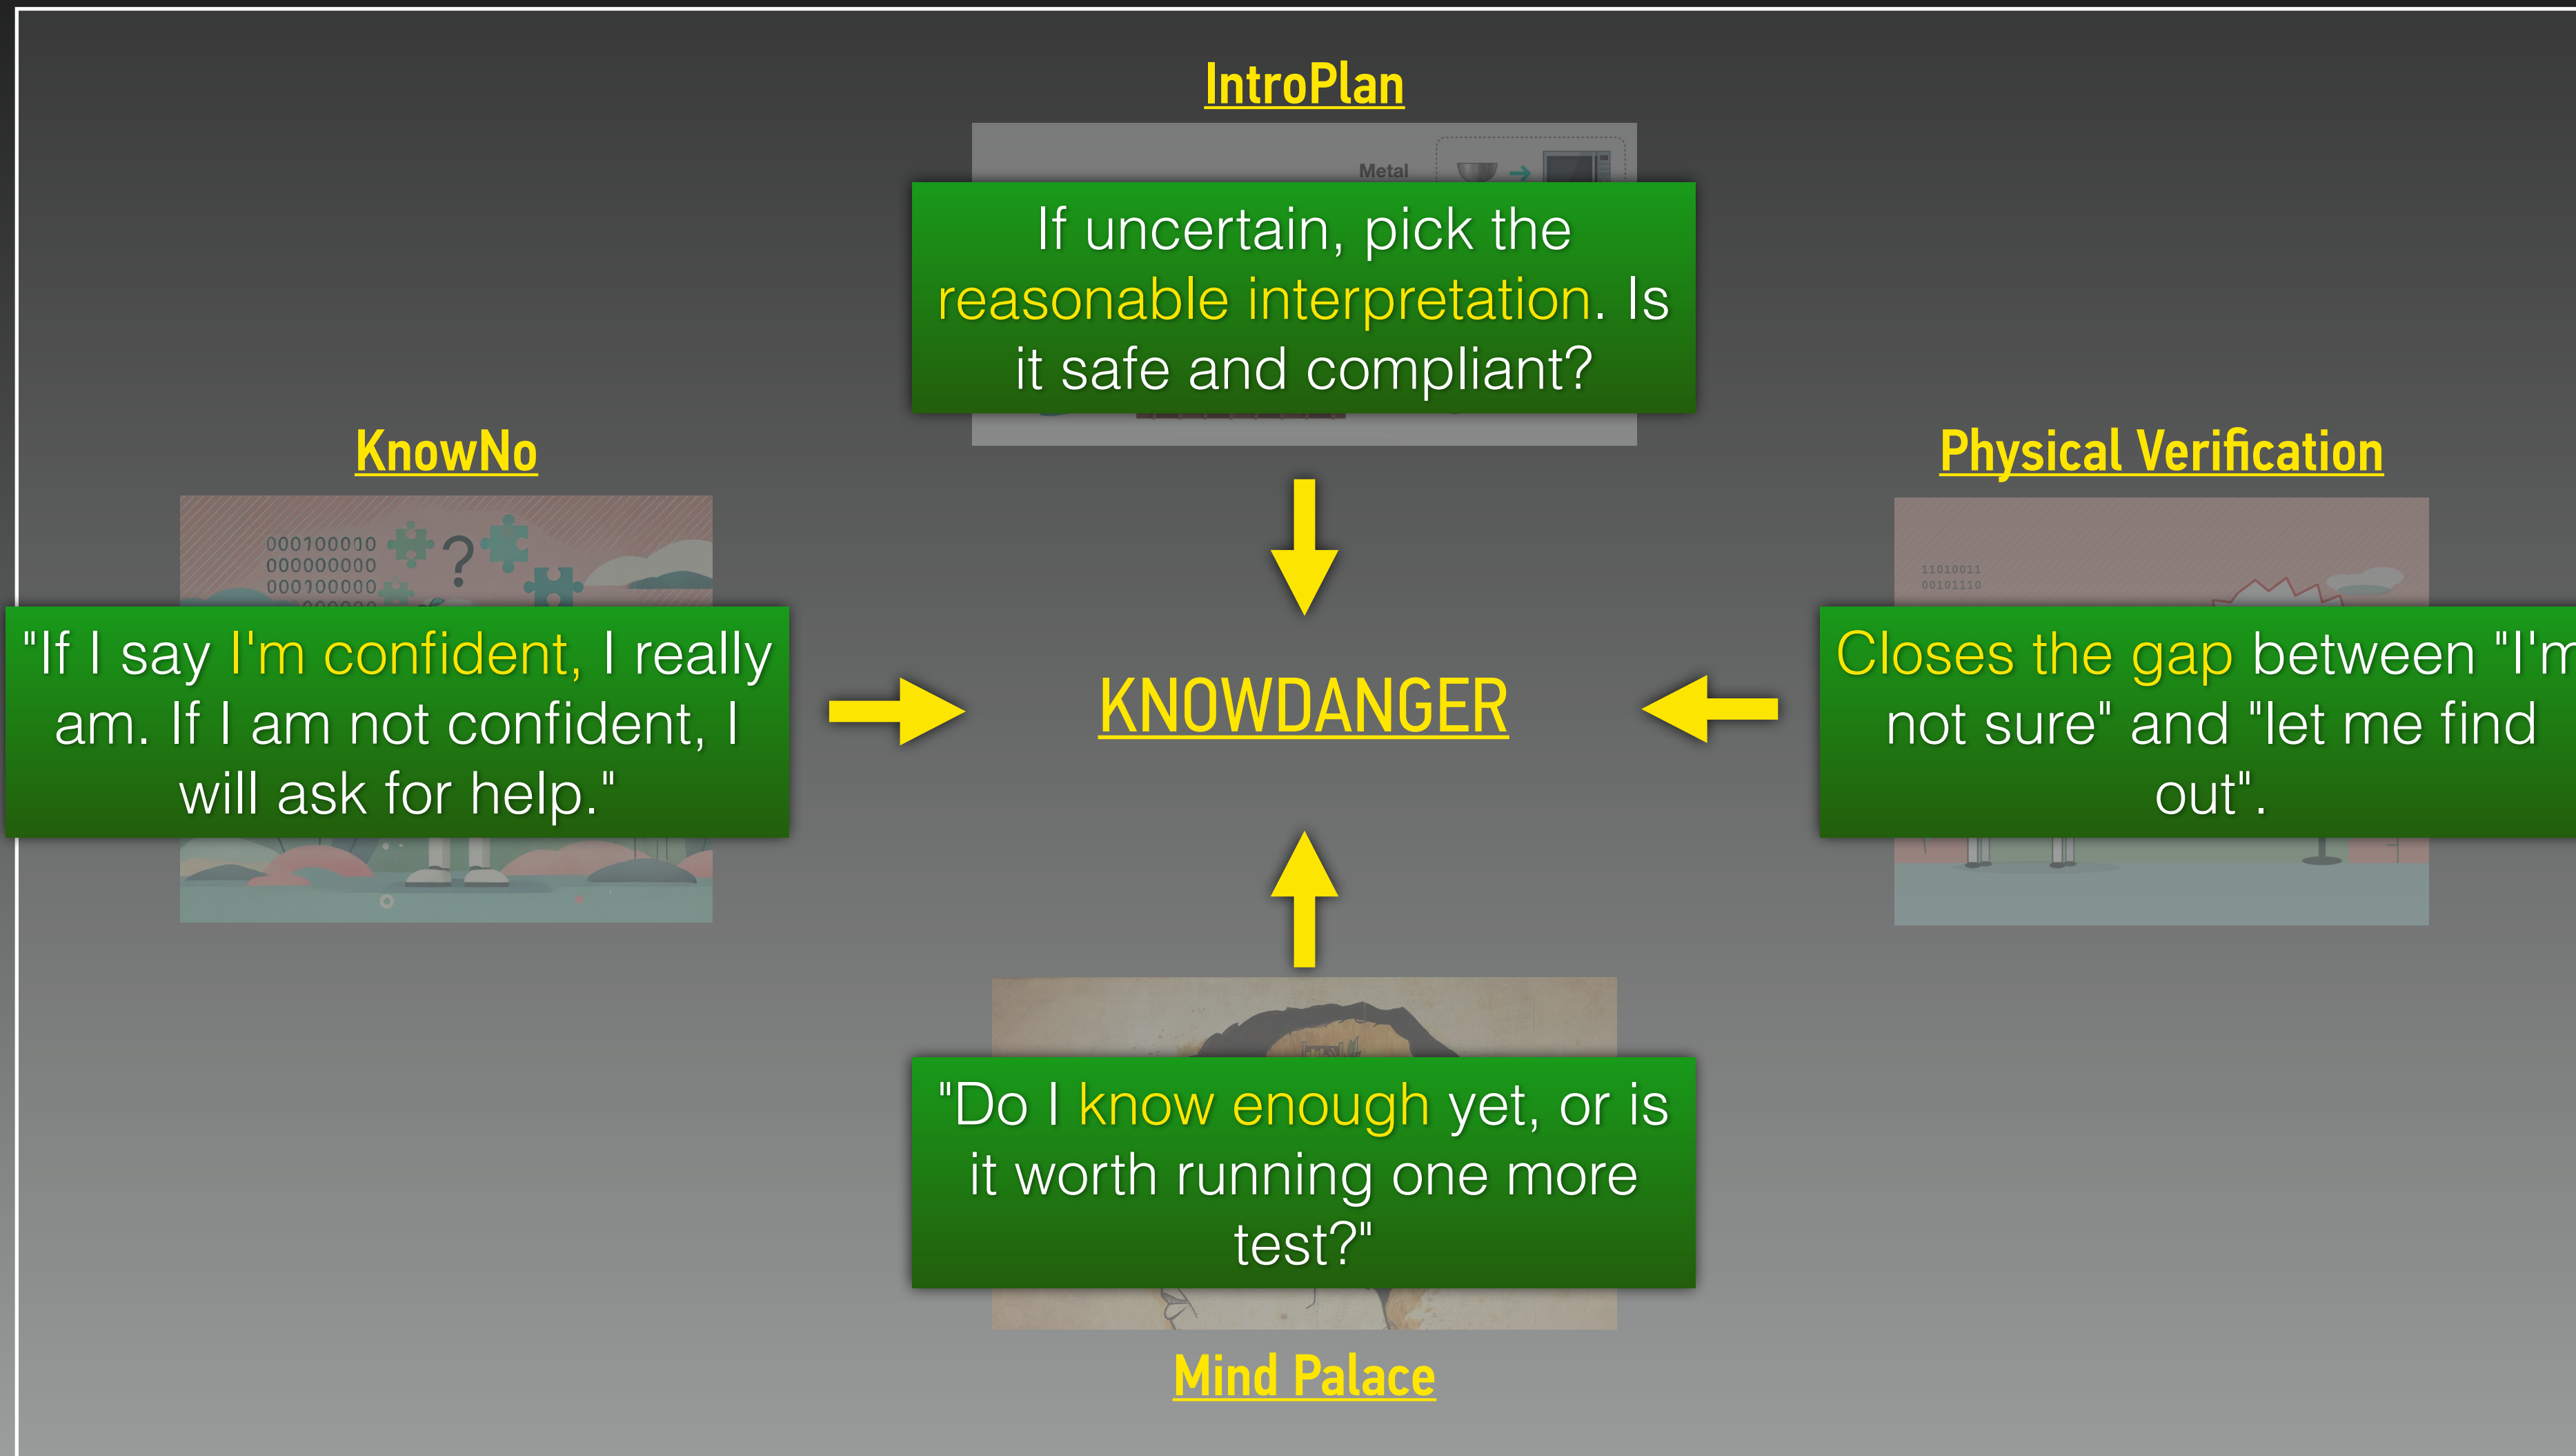 IntroPlan
Metal
If uncertain, pick the
reasonable interpretation. Is
it safe and compliant?
KnowNo
000100010
000000000
000100000
?
"If I say I'm confident, I really
am. If I am not confident, I
will ask for help."
KNOWDANGER
Physical Verification
11010011
00101110
Closes the gap between "I'm
not sure" and "let me find
out".
"Do I know enough yet, or is
it worth running one more
test?"
Mind Palace